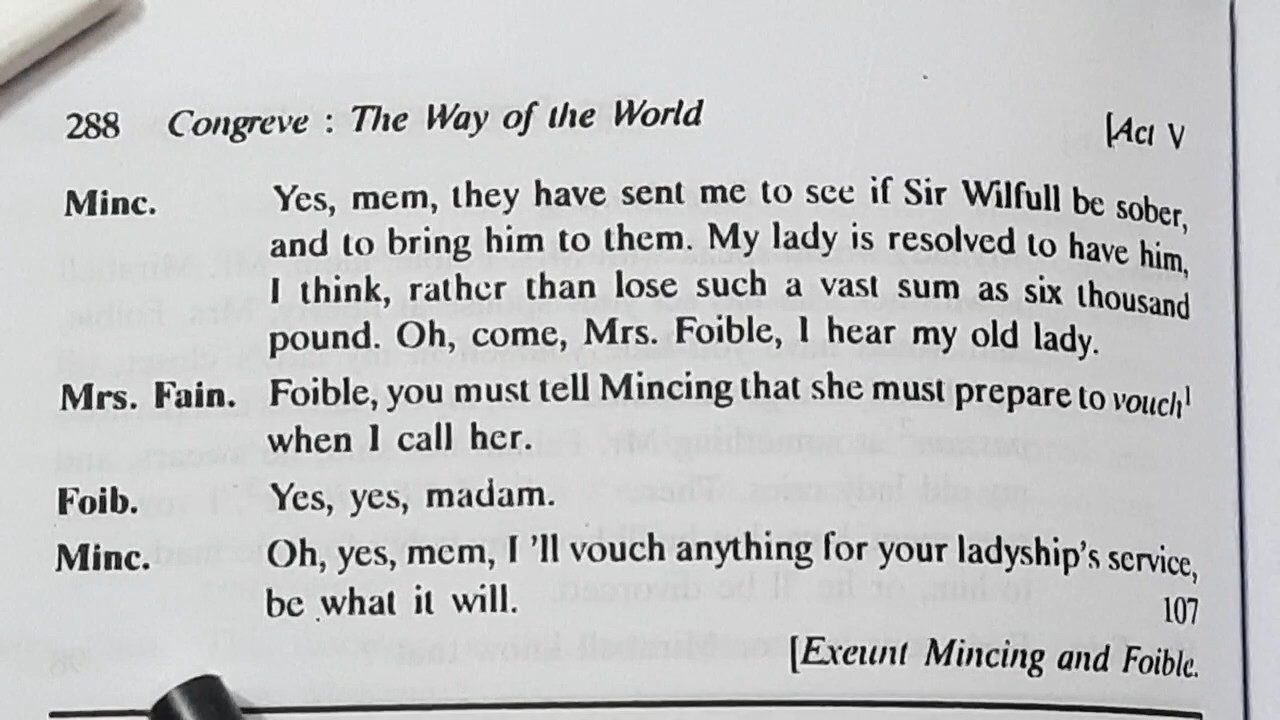 288 Congreve : The Way of the World [Act V
Minc. Yes, mem, they have sent me to see if Sir Wilfull be sober,
and to bring him to them. My lady is resolved to have him,
I think, rather than lose such a vast sum as six thousand
pound. Oh, come, Mrs. Foible, I hear my old lady.
Mrs. Fain. Foible, you must tell Mincing that she must prepare to vouch¹
when I call her.
Foib. Yes, yes, madam.
Minc. Oh, yes, mem, I 'll vouch anything for your ladyship's service,
be what it will. 107
[Exeunt Mincing and Foible.